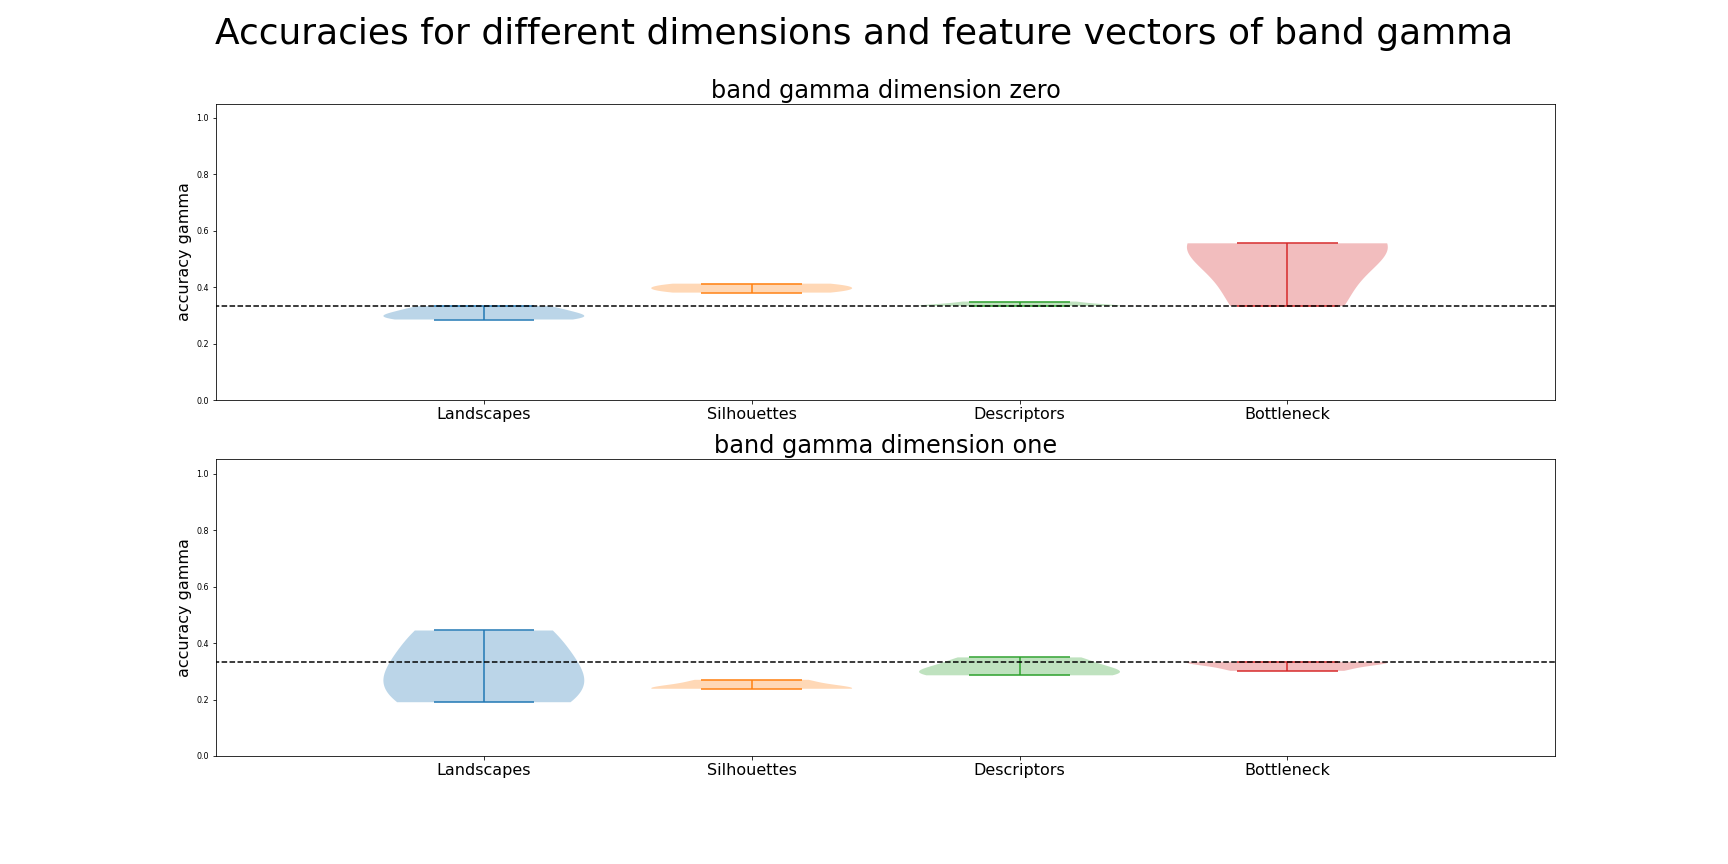 Accuracies for different dimensions and feature vectors of band gamma
band gamma dimension zero
accuracy gamma
1.0
0.8
0.6
0.4
0.2
0.0
Landscapes Silhouettes Descriptors Bottleneck
band gamma dimension one
accuracy gamma
1.0
0.8
0.6
0.4
0.2
0.0
Landscapes Silhouettes Descriptors Bottleneck